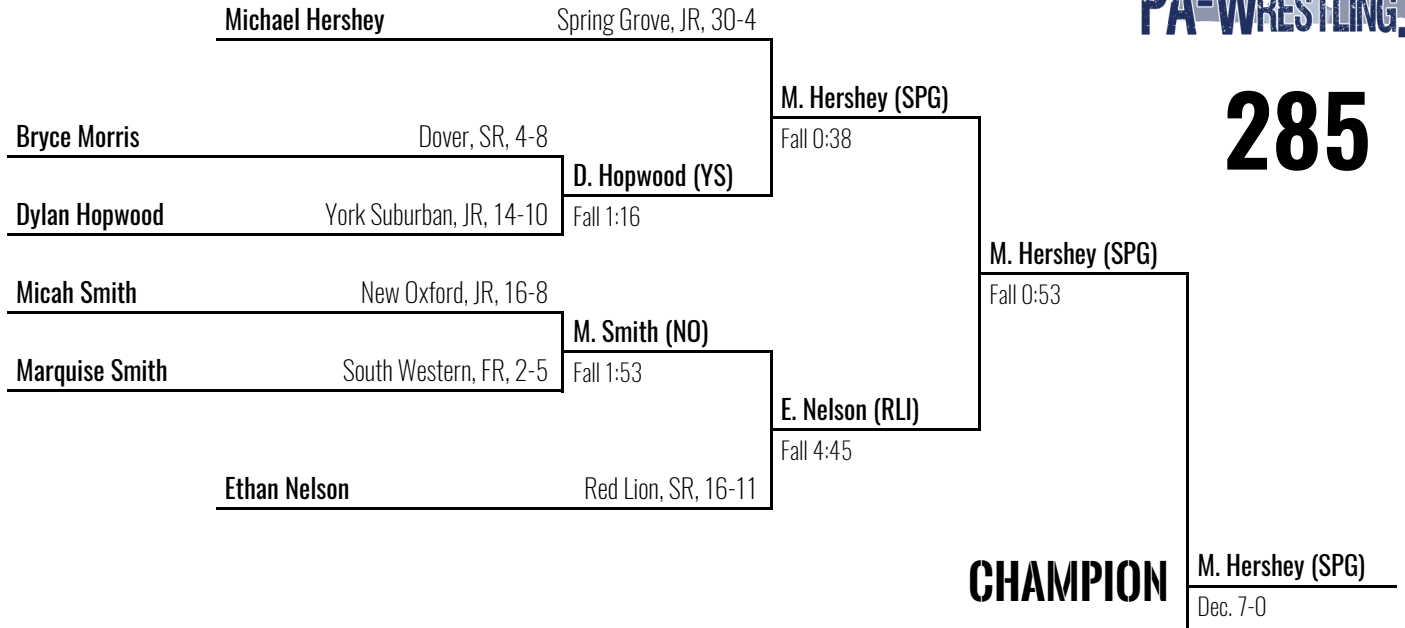 Michael Hershey Spring Grove, JR, 30-4
PA-WRESTLING.
M. Hershey (SPG)
285
Bryce Morris Dover, SR, 4-8
Fall 0:38
D. Hopwood (YS)
Dylan Hopwood York Suburban, JR, 14-10
Fall 1:16
M. Hershey (SPG)
Micah Smith New Oxford, JR, 16-8
Fall 0:53
M. Smith (NO)
Marquise Smith South Western, FR, 2-5
Fall 1:53
E. Nelson (RLI)
Fall 4:45
Ethan Nelson Red Lion, SR, 16-11
CHAMPION
M. Hershey (SPG)
Dec. 7-0